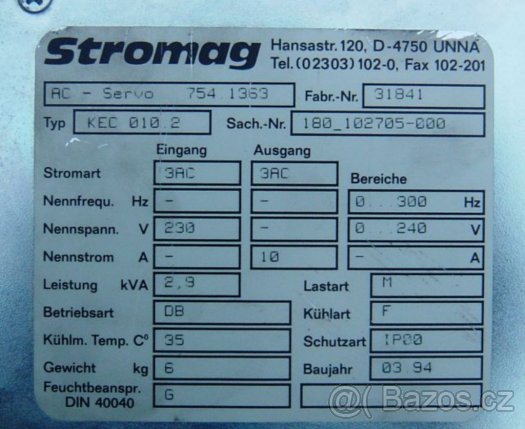 Stromag Hansastr. 120, D-4750 UNNA
Tel. (02303) 102-0, Fax 102-201
AC - Servo 754.1363 Fabr.-Nr. 31841
Typ KEC 010.2 Sach.-Nr. 180_102705-000
Eingang Ausgang
Stromart 3AC 3AC Bereiche
Nennfrequ. Hz - - 0...300 Hz
Nennspann. V 230 - 0...240 V
Nennstrom A - 10 - A
Leistung kVA 2,9 Lastart M
Betriebsart DB Kühlart F
Kühlm. Temp. C° 35 Schutzart IP00
Gewicht kg 6 Baujahr 03.94
Feuchtbeanspr. G
DIN 40040
Bazoš.cz